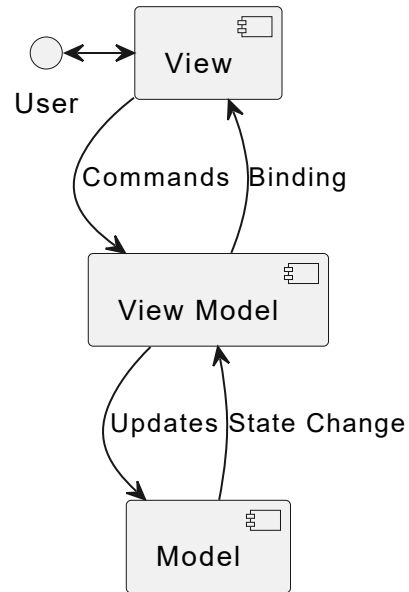 View
User
Commands
Binding
View Model
Updates
State Change
Model